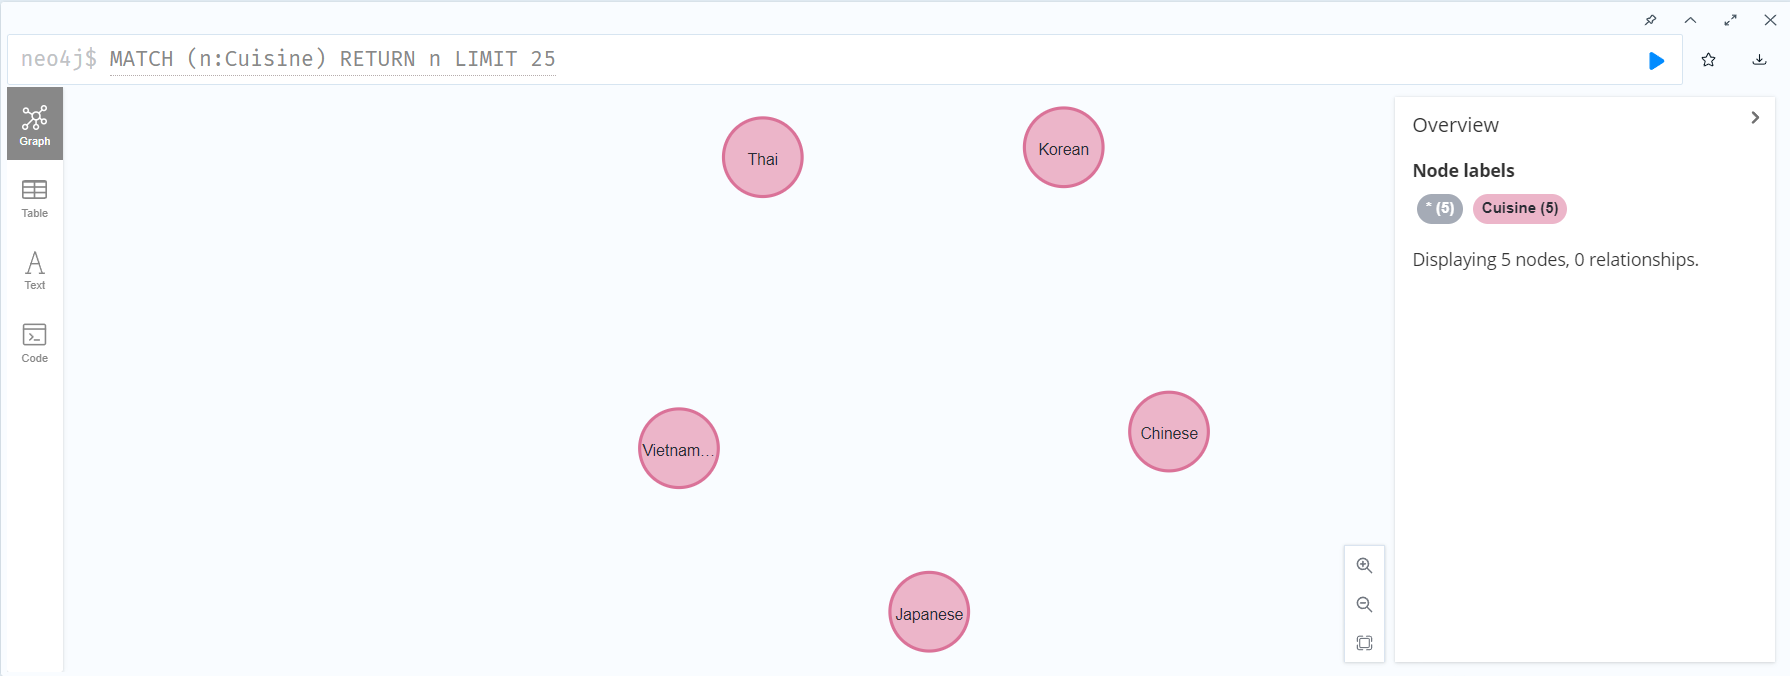 neo4j$ MATCH (n:Cuisine) RETURN n LIMIT 25
Graph
Table
Text
Code
Thai
Korean
Vietnam...
Chinese
Japanese
Overview
Node labels
* (5) Cuisine (5)
Displaying 5 nodes, 0 relationships.